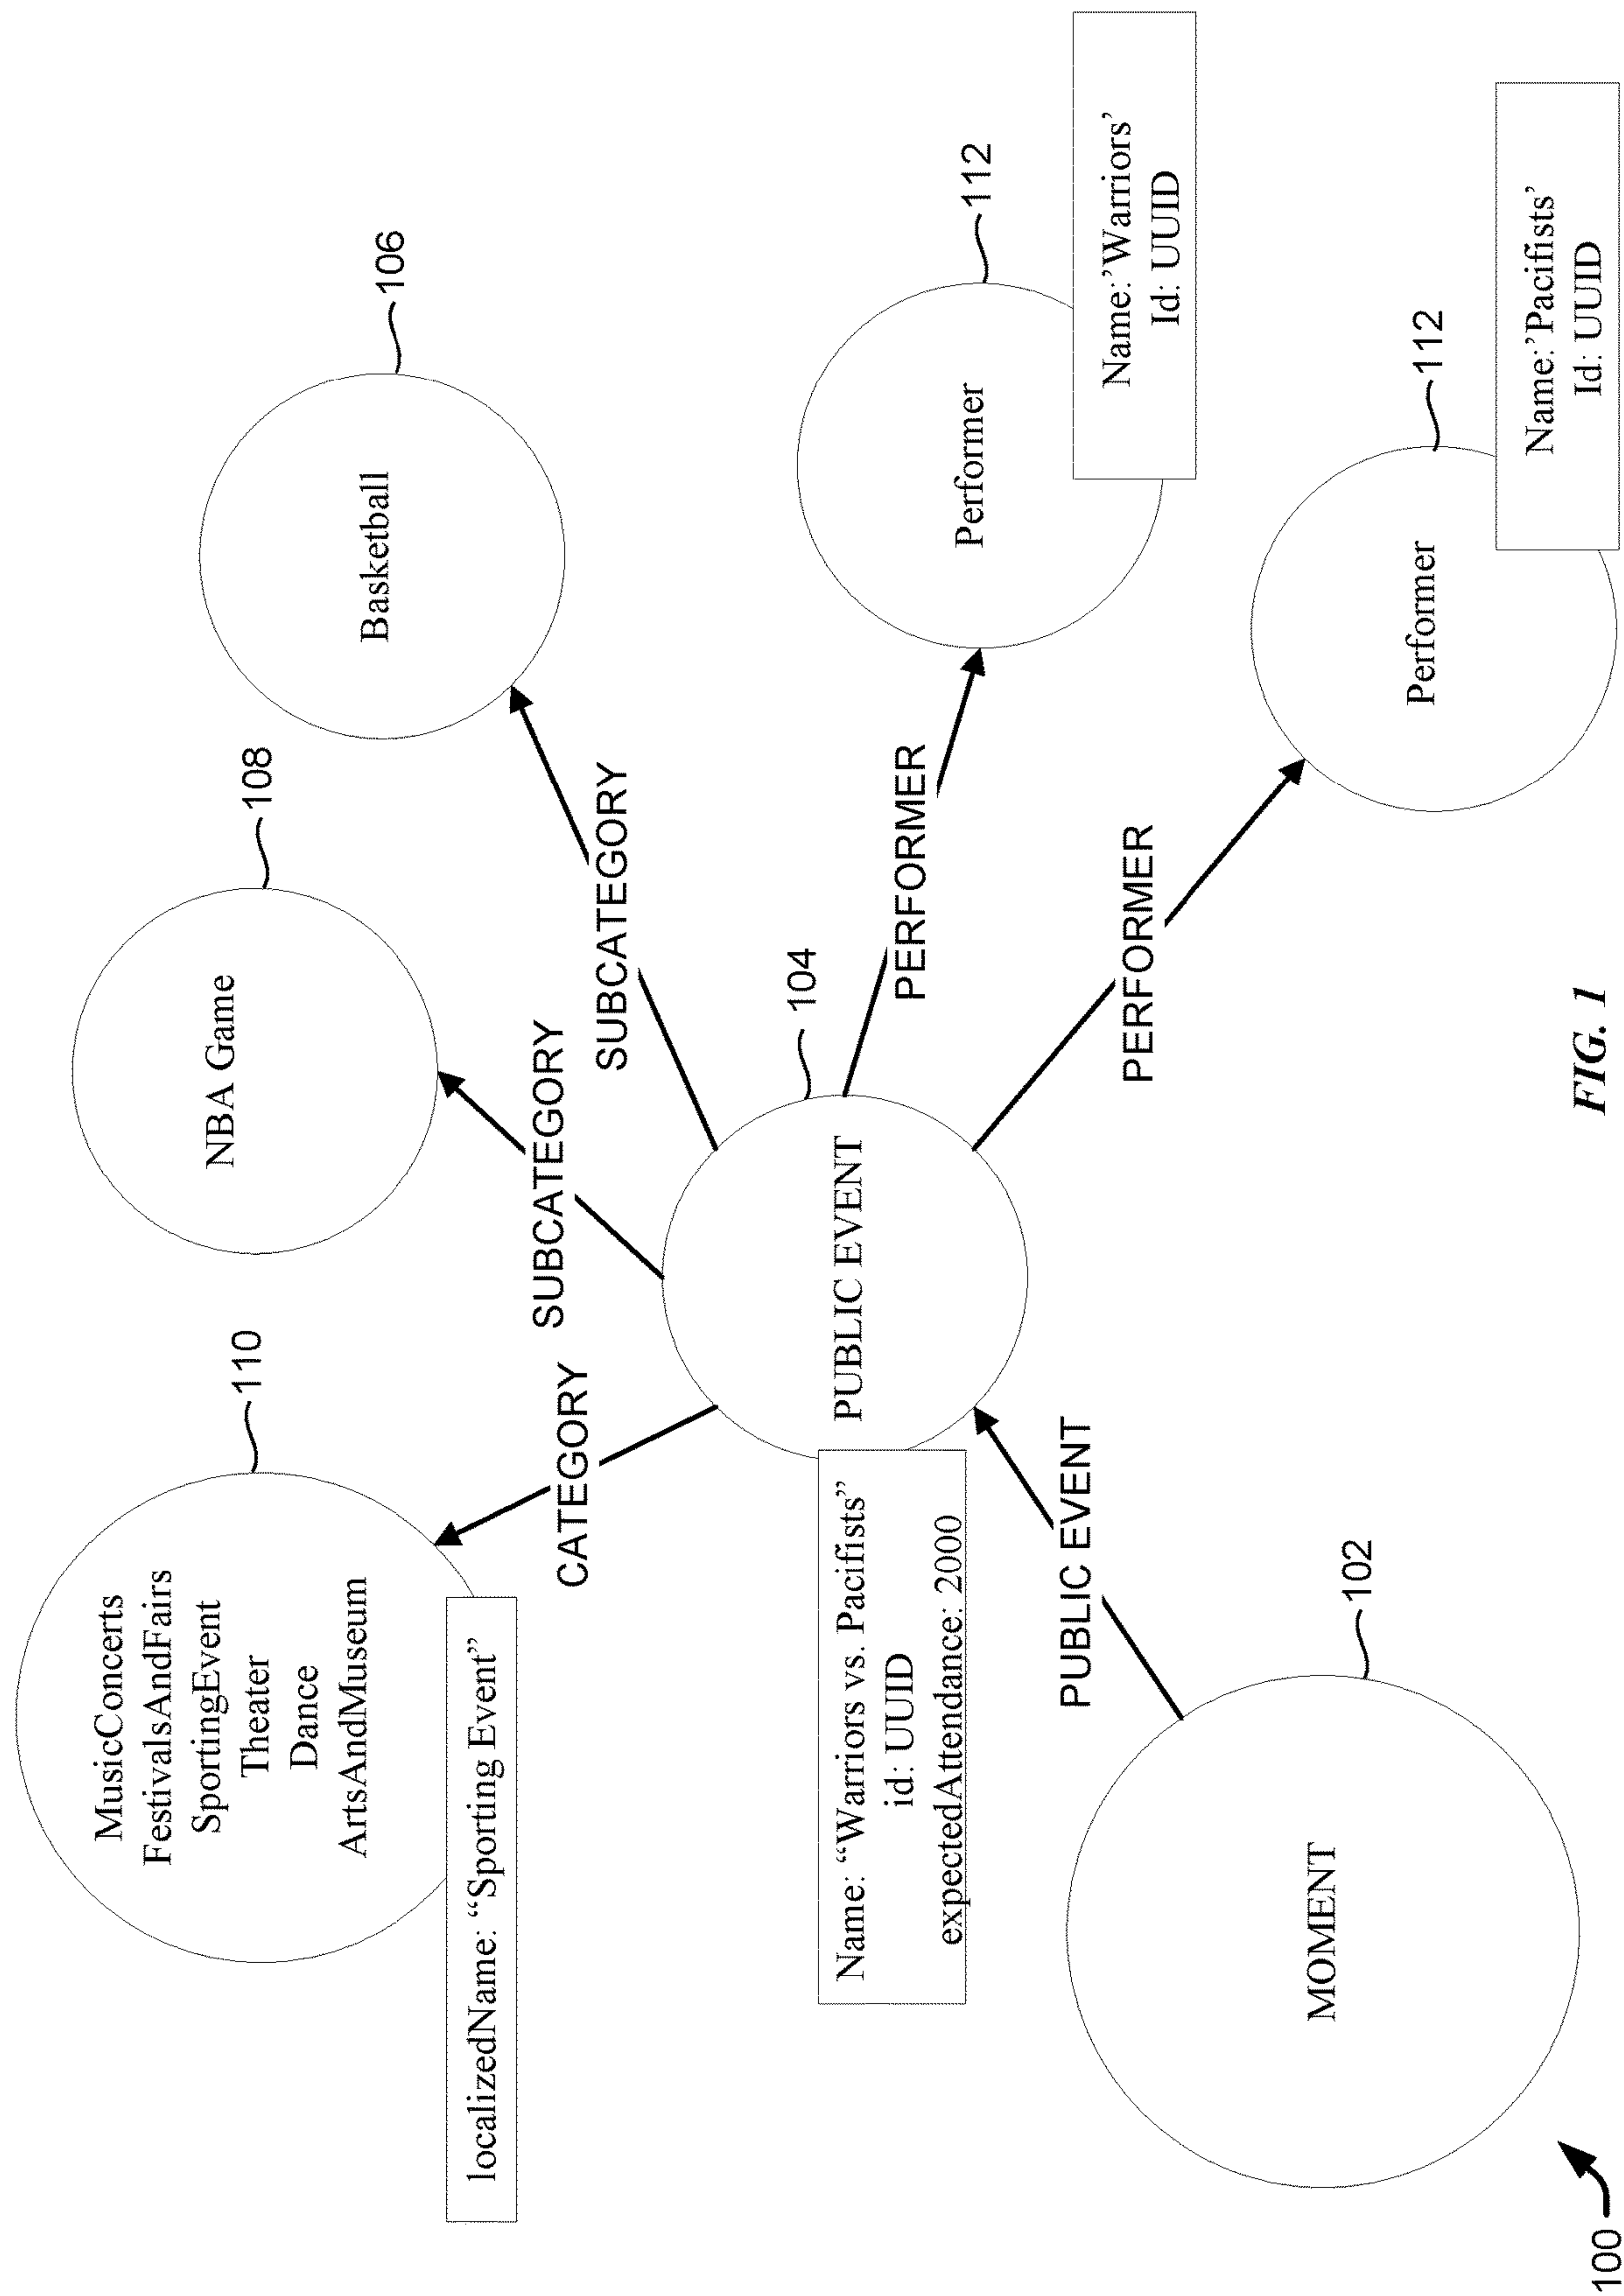 MusicConcerts
FestivalsAndFairs
SportingEvent
Theater
Dance
ArtsAndMuseum
110
localizedName: “Sporting Event”
CATEGORY
NBA Game
108
SUBCATEGORY
Basketball
106
SUBCATEGORY
PUBLIC EVENT
104
Name: “Warriors vs. Pacifists”
id: UUID
expectedAttendance: 2000
PERFORMER
Performer
112
Name:’Warriors’
Id: UUID
PERFORMER
Performer
112
Name:’Pacifists’
Id: UUID
PUBLIC EVENT
MOMENT
102
100
FIG. 1